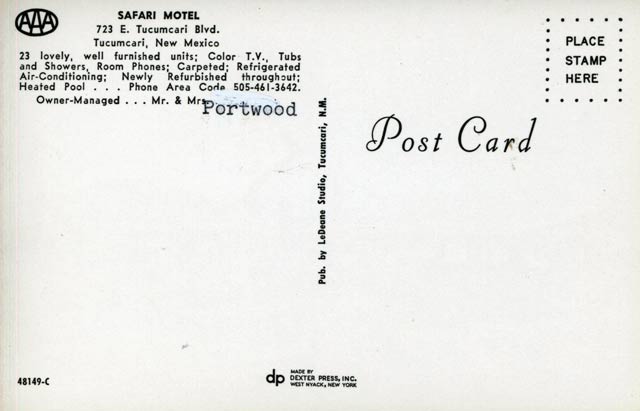 AAA
SAFARI MOTEL
723 E. Tucumcari Blvd.
Tucumcari, New Mexico
23 lovely, well furnished units; Color T.V., Tubs
and Showers, Room Phones; Carpeted; Refrigerated
Air-Conditioning; Newly Refurbished throughout;
Heated Pool . . . Phone Area Code 505-461-3642.
Owner-Managed . . . Mr. & Mrs. Portwood
PLACE
STAMP
HERE
Post Card
Pub. by LeDeane Studio, Tucumcari, N.M.
48149-C
dp
MADE BY
DEXTER PRESS, INC.
WEST NYACK, NEW YORK